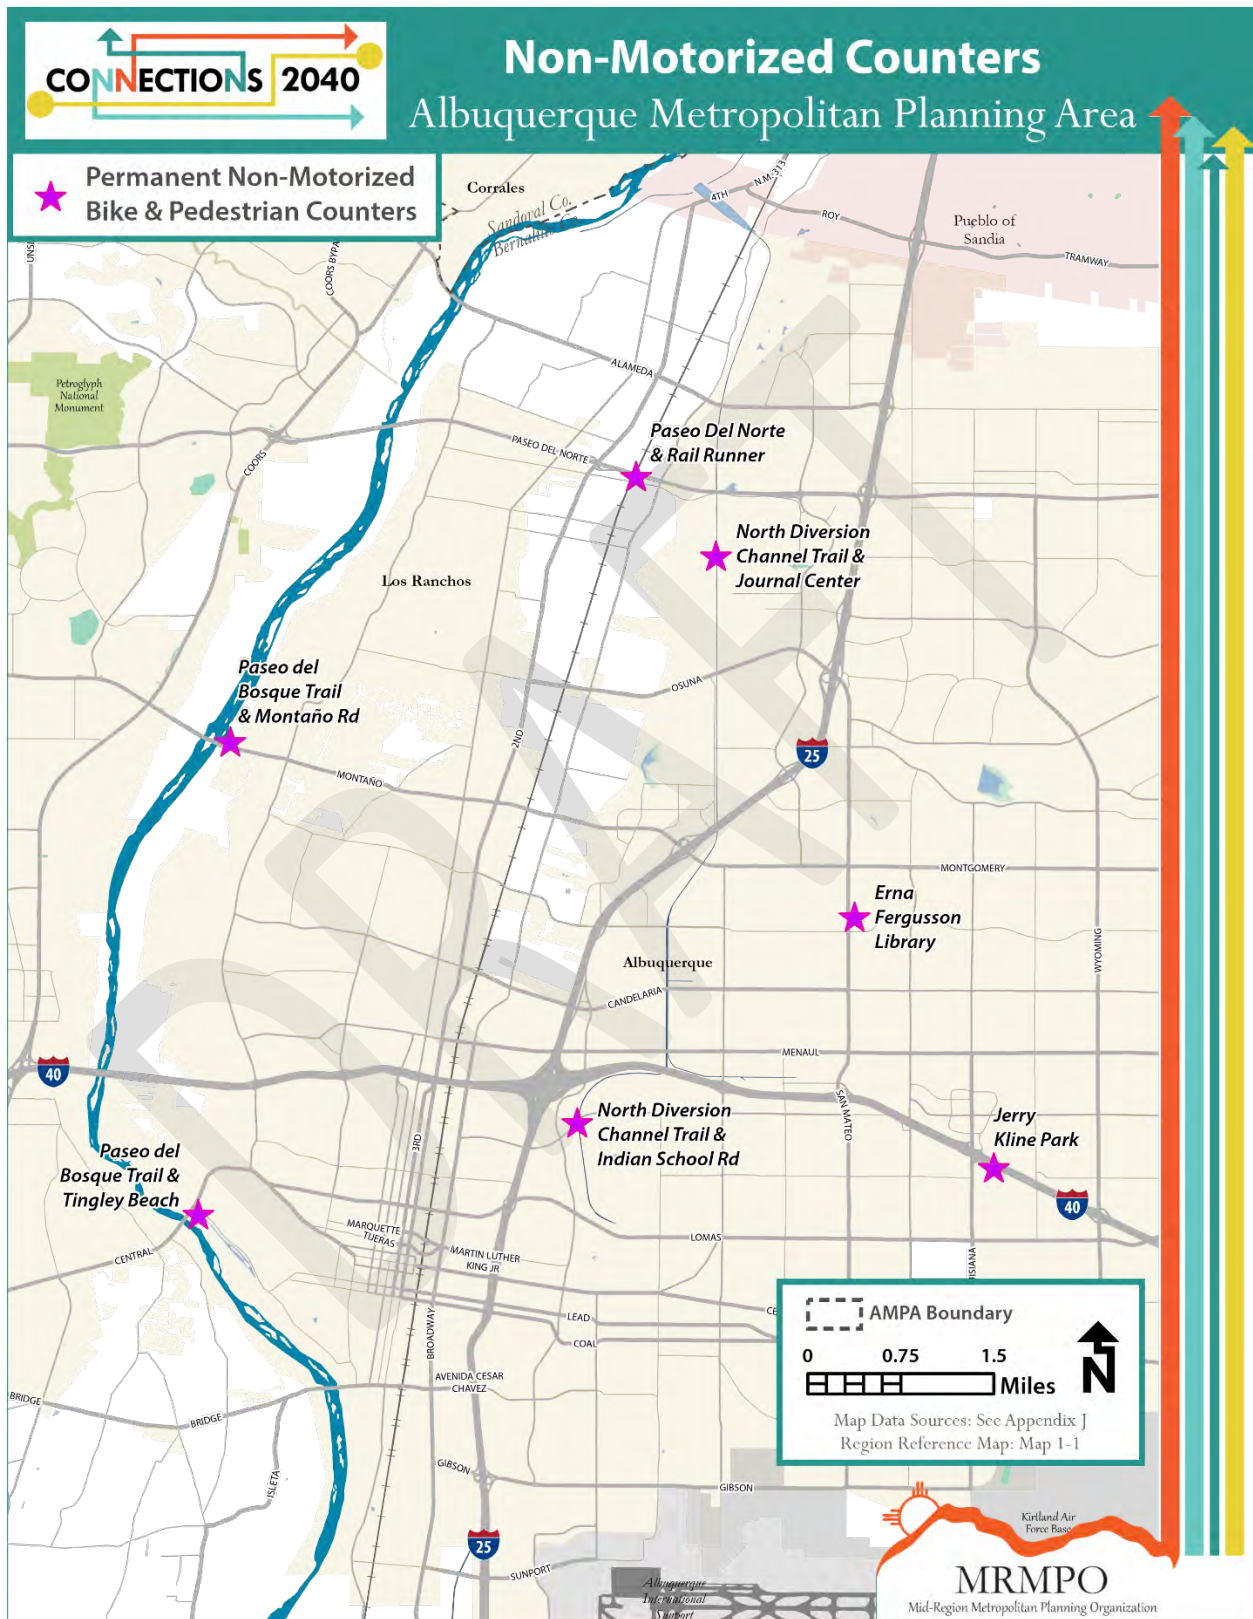 CONNECTIONS 2040
Non-Motorized Counters
Albuquerque Metropolitan Planning Area
Permanent Non-Motorized
Bike & Pedestrian Counters
Corrales
Sandoval Co.
Bernalillo Co.
4TH
N.M. 313
ROY
Pueblo of
Sandia
TRAMWAY
COORS BYPA
Petroglyph
National
Monument
ALAMEDA
COORS
PASEO DEL NORTE
Paseo Del Norte
& Rail Runner
North Diversion
Channel Trail &
Journal Center
Los Ranchos
Paseo del
Bosque Trail
& Montaño Rd
OSUNA
2ND
25
MONTAÑO
MONTGOMERY
Erna
Fergusson
Library
WYOMING
Albuquerque
CANDELARIA
MENAUL
40
SAN MATEO
North Diversion
Channel Trail &
Indian School Rd
Jerry
Kline Park
3RD
Paseo del
Bosque Trail &
Tingley Beach
40
MARQUETTE
TIJERAS
LOMAS
CENTRAL
MARTIN LUTHER
KING JR
ISIANA
LEAD
CE
COAL
BROADWAY
AVENIDA CESAR
CHAVEZ
BRIDGE
BRIDGE
ISLETA
GIBSON
GIBSON
25
SUNPORT
Albuquerque
International
Sunport
Kirtland Air
Force Base
DRAFT
AMPA Boundary
0 0.75 1.5
Miles
N
Map Data Sources: See Appendix J
Region Reference Map: Map 1-1
MRMPO
Mid-Region Metropolitan Planning Organization